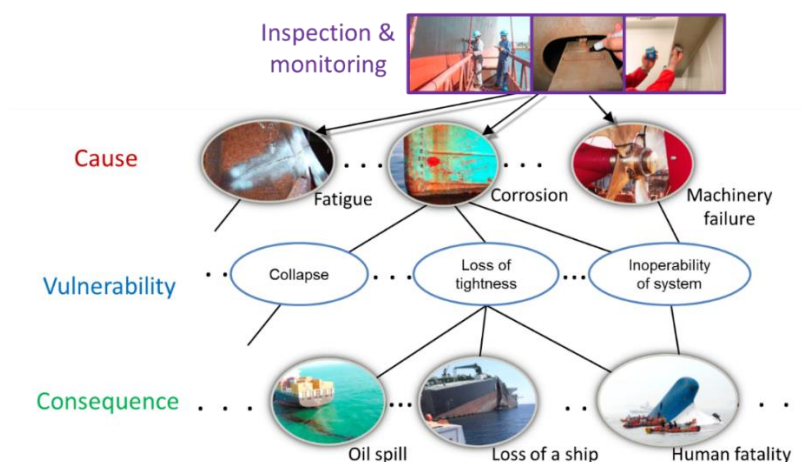 Inspection &
monitoring
Cause
Fatigue
Corrosion
Machinery
failure
Vulnerability
Collapse
Loss of
tightness
Inoperability
of system
Consequence
Oil spill
Loss of a ship
Human fatality